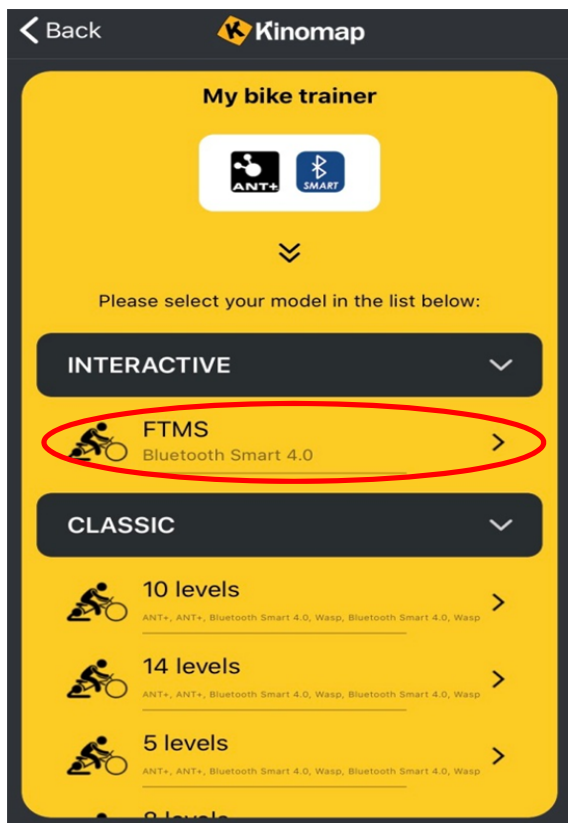 Back
Kinomap
My bike trainer
ANT+
SMART
Please select your model in the list below:
INTERACTIVE
FTMS
Bluetooth Smart 4.0
CLASSIC
10 levels
ANT+, ANT+, Bluetooth Smart 4.0, Wasp, Bluetooth Smart 4.0, Wasp
14 levels
ANT+, ANT+, Bluetooth Smart 4.0, Wasp, Bluetooth Smart 4.0, Wasp
5 levels
ANT+, ANT+, Bluetooth Smart 4.0, Wasp, Bluetooth Smart 4.0, Wasp